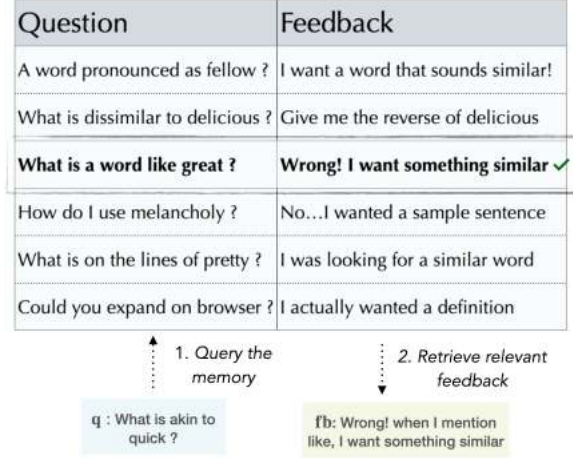 Question Feedback
A word pronounced as fellow ? I want a word that sounds similar!
What is dissimilar to delicious ? Give me the reverse of delicious
What is a word like great ? Wrong! I want something similar ✓
How do I use melancholy ? No...I wanted a sample sentence
What is on the lines of pretty ? I was looking for a similar word
Could you expand on browser ? I actually wanted a definition
1. Query the
memory
2. Retrieve relevant
feedback
q : What is akin to
quick ?
fb: Wrong! when I mention
like, I want something similar